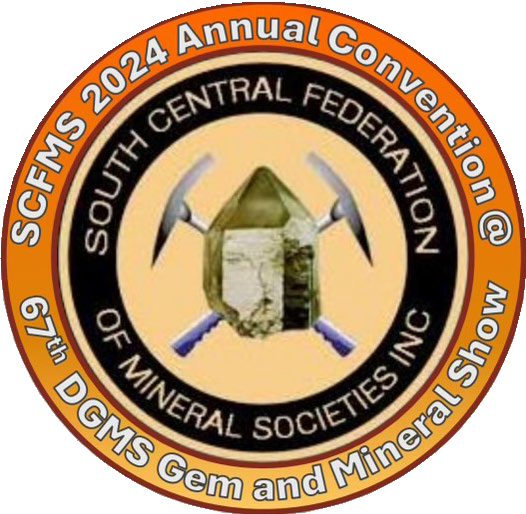 SCFMS 2024 Annual Convention @
67th DGMS Gem and Mineral Show
SOUTH CENTRAL FEDERATION
OF MINERAL SOCIETIES INC